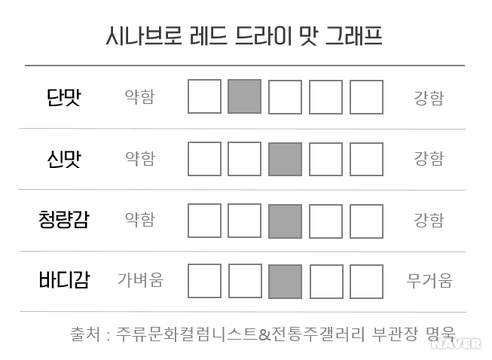 시나브로 레드 드라이 맛 그래프
단맛 약함 강함
신맛 약함 강함
청량감 약함 강함
바디감 가벼움 무거움
출처 : 주류문화컬럼니스트&전통주갤러리 부관장 명욱
NAVER